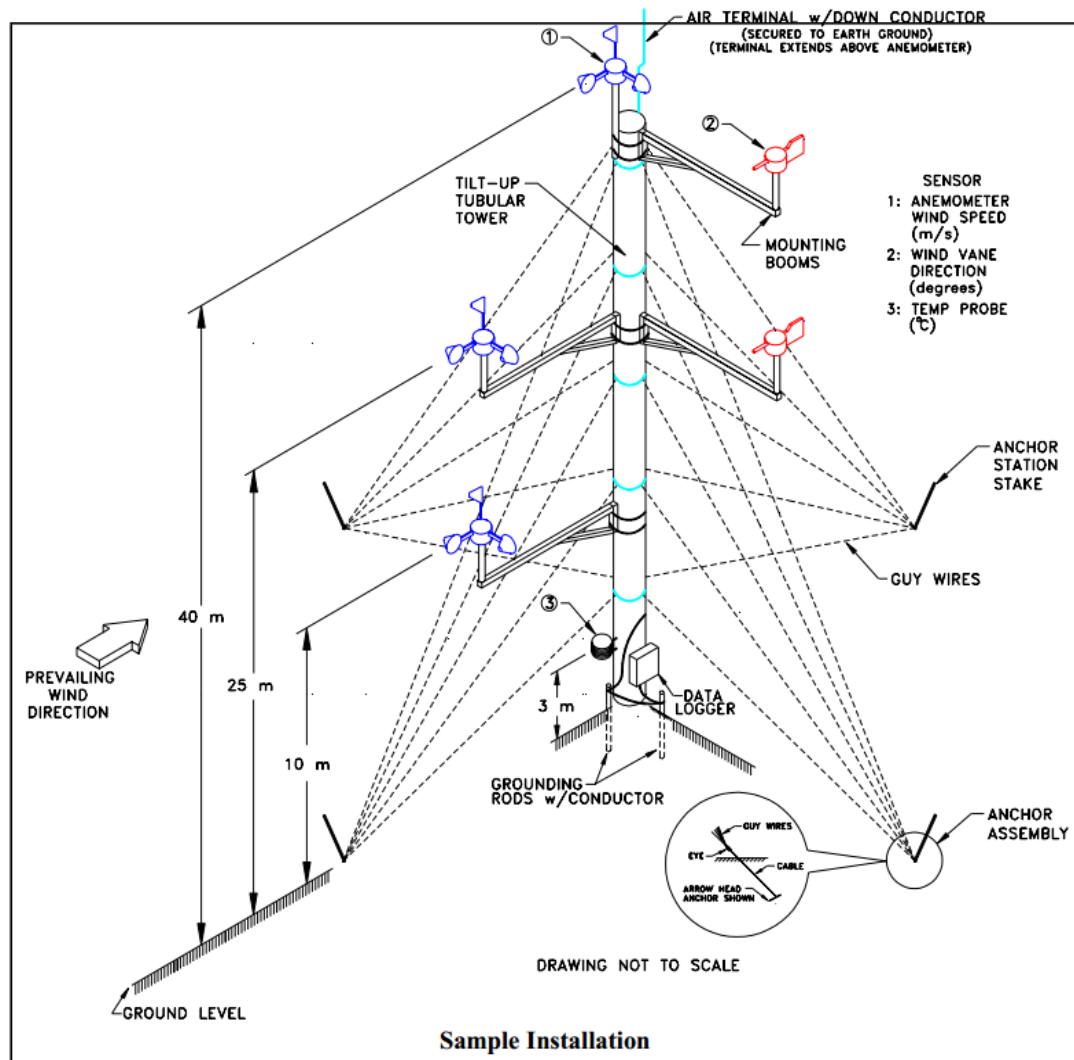 AIR TERMINAL w/DOWN CONDUCTOR
(SECURED TO EARTH GROUND)
(TERMINAL EXTENDS ABOVE ANEMOMETER)
①
②
TILT-UP
TUBULAR
TOWER
MOUNTING
BOOMS
SENSOR
1: ANEMOMETER
WIND SPEED
(m/s)
2: WIND VANE
DIRECTION
(degrees)
3: TEMP PROBE
(℃)
ANCHOR
STATION
STAKE
GUY WIRES
40 m
25 m
10 m
PREVAILING
WIND
DIRECTION
③
3 m
DATA
LOGGER
GROUNDING
RODS w/CONDUCTOR
GUY WIRES
EYE
CABLE
ARROW HEAD
ANCHOR SHOWN
ANCHOR
ASSEMBLY
DRAWING NOT TO SCALE
GROUND LEVEL
Sample Installation